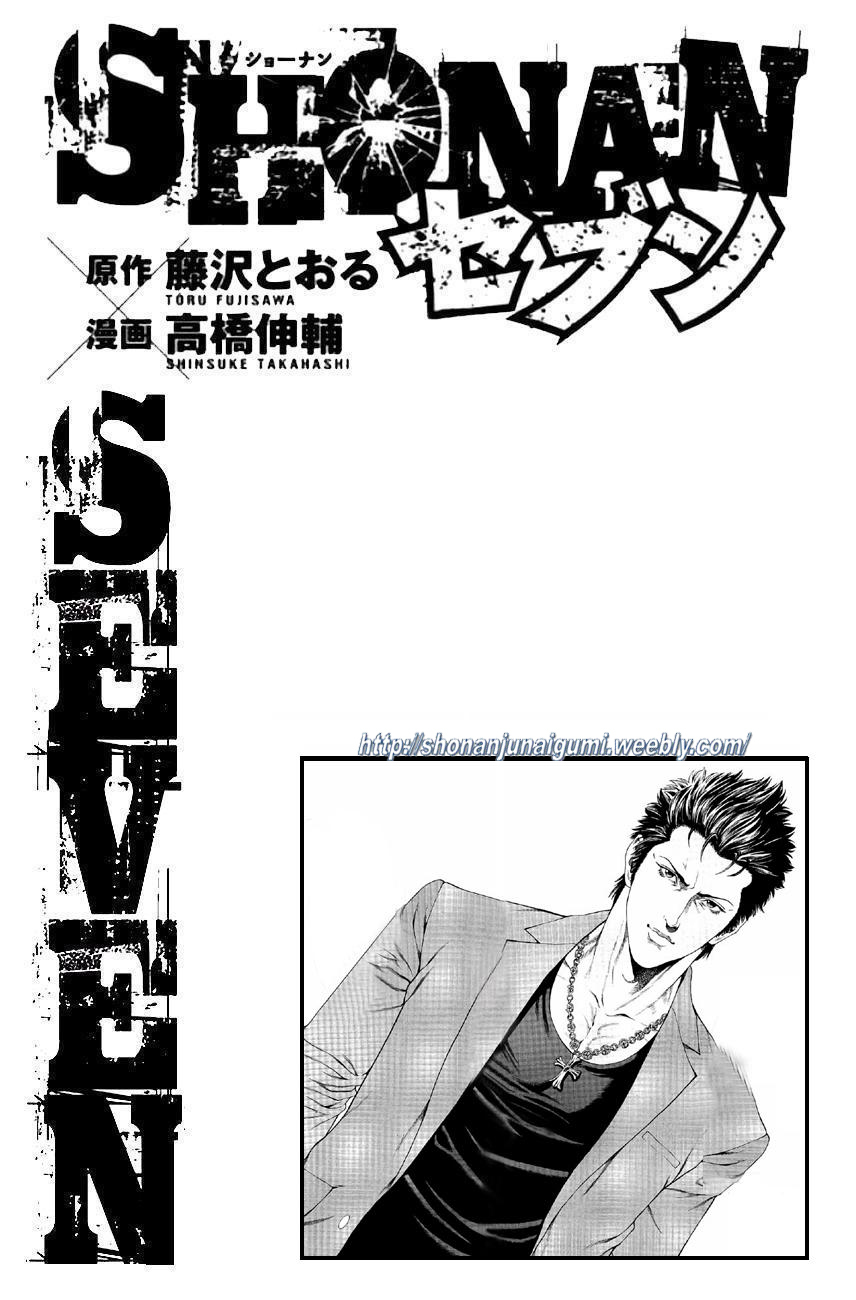 ショーナン
SHONAN
セブン
原作 藤沢とおる
TORU FUJISAWA
漫画 高橋伸輔
SHINSUKE TAKAHASHI
SEVEN
http://shonanjunaigumi.weebly.com/